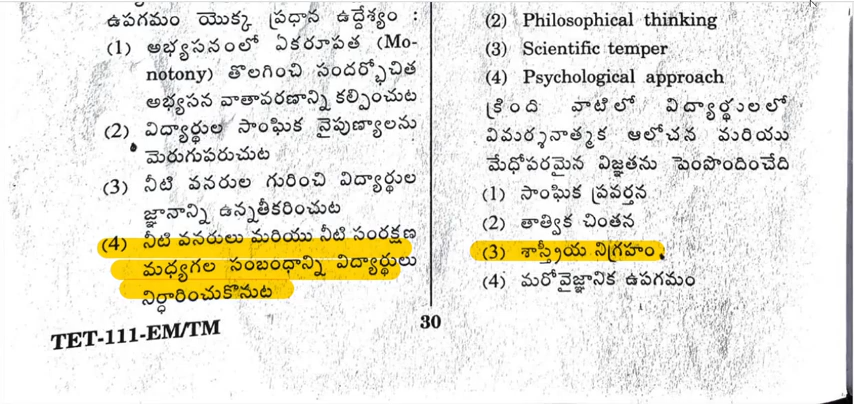 ఉపగమం యొక్క ప్రధాన ఉద్దేశ్యం :
(1) అభ్యసనంలో ఏకరూపత (Mo-
notony) తొలగించి సందర్భోచిత
అభ్యసన వాతావరణాన్ని కల్పించుట
(2) విద్యార్థుల సాంఘిక నైపుణ్యాలను
మెరుగుపరుచుట
(3) నీటి వనరుల గురించి విద్యార్థుల
జ్ఞానాన్ని ఉన్నతీకరించుట
(4) నీటి వనరులు మరియు నీటి సంరక్షణ
మధ్యగల సంబంధాన్ని విద్యార్థులు
నిర్ధారించుకొనుట
(2) Philosophical thinking
(3) Scientific temper
(4) Psychological approach
క్రింది వాటిలో విద్యార్థులలో
విమర్శనాత్మక ఆలోచన మరియు
మేధోపరమైన విజ్ఞతను పెంపొందించేది
(1) సాంఘిక ప్రవర్తన
(2) తాత్విక చింతన
(3) శాస్త్రీయ నిగ్రహం
(4) మనోవైజ్ఞానిక ఉపగమం
TET-111-EM/TM
30